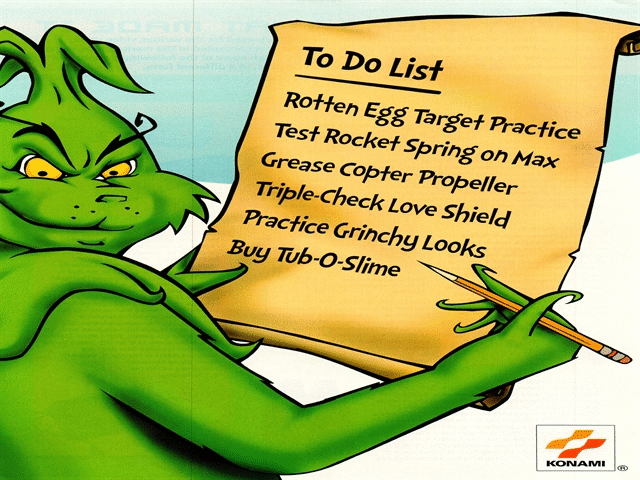 To Do List
Rotten Egg Target Practice
Test Rocket Spring on Max
Grease Copter Propeller
Triple-Check Love Shield
Practice Grinchy Looks
Buy Tub-O-Slime
KONAMI®